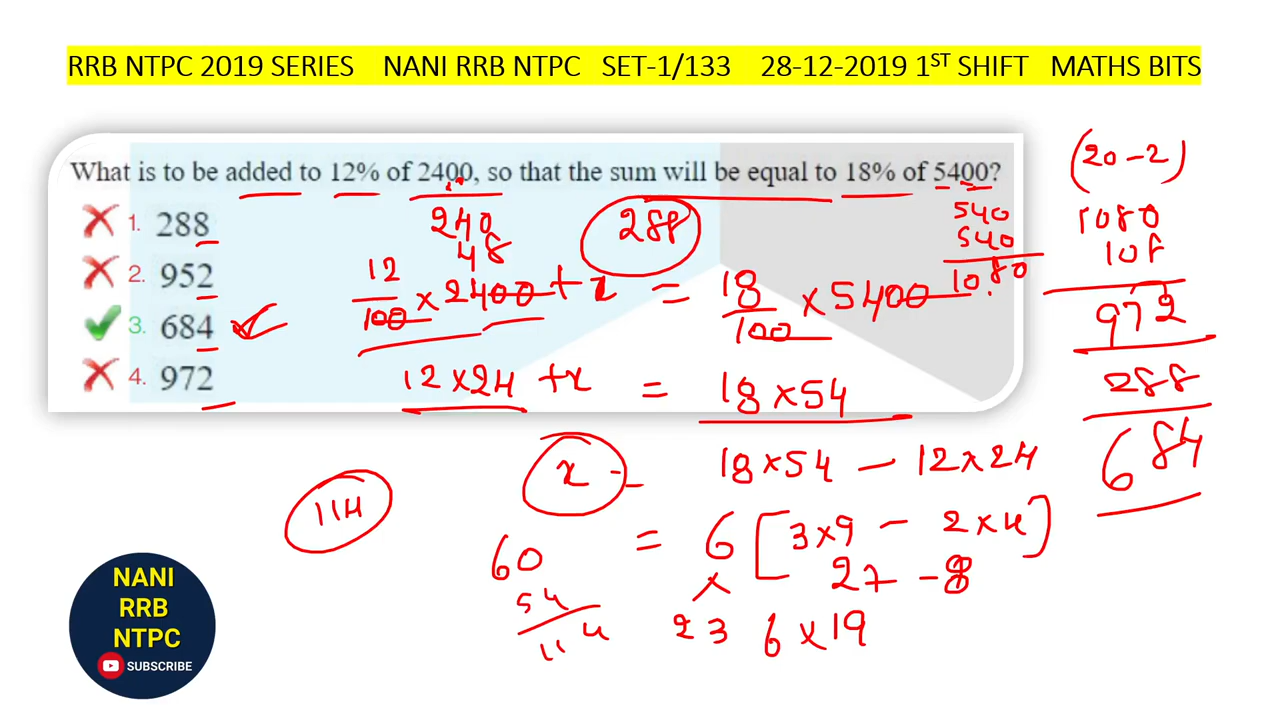 RRB NTPC 2019 SERIES NANI RRB NTPC SET-1/133 28-12-2019 1ST SHIFT MATHS BITS
What is to be added to 12% of 2400, so that the sum will be equal to 18% of 5400?
1. 288
2. 952
3. 684
4. 972
240
48
288
540
540
1080
(20-2)
1080
108
972
288
684
12/100 × 2400 + x = 18/100 × 5400
12×24 + x = 18×54
x = 18×54 - 12×24
= 6 [3×9 - 2×4]
27 - 8
× 
23 6×19
114
60
54
114
NANI
RRB
NTPC
SUBSCRIBE